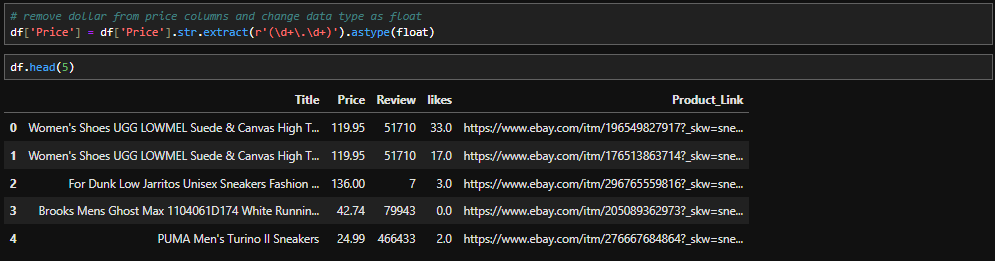 # remove dollar from price columns and change data type as float
df['Price'] = df['Price'].str.extract(r'(\d+\.\d+)').astype(float)
df.head(5)
Title Price Review likes Product_Link
0 Women's Shoes UGG LOWMEL Suede & Canvas High T... 119.95 51710 33.0 https://www.ebay.com/itm/196549827917?_skw=sne...
1 Women's Shoes UGG LOWMEL Suede & Canvas High T... 119.95 51710 17.0 https://www.ebay.com/itm/176513863714?_skw=sne...
2 For Dunk Low Jarritos Unisex Sneakers Fashion ... 136.00 7 3.0 https://www.ebay.com/itm/296765559816?_skw=sne...
3 Brooks Mens Ghost Max 1104061D174 White Runnin... 42.74 79943 0.0 https://www.ebay.com/itm/205089362973?_skw=sne...
4 PUMA Men's Turino II Sneakers 24.99 466433 2.0 https://www.ebay.com/itm/276667684864?_skw=sne...